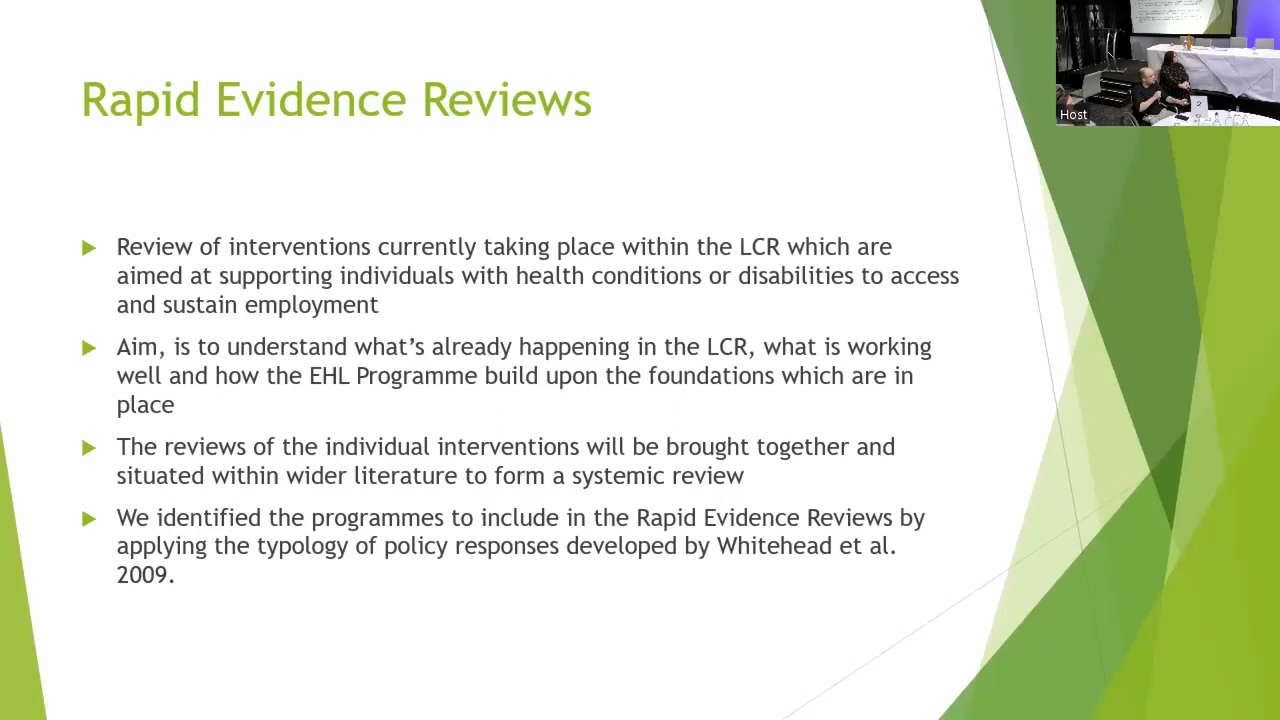 Rapid Evidence Reviews
Host
2
Review of interventions currently taking place within the LCR which are
aimed at supporting individuals with health conditions or disabilities to access
and sustain employment
Aim, is to understand what’s already happening in the LCR, what is working
well and how the EHL Programme build upon the foundations which are in
place
The reviews of the individual interventions will be brought together and
situated within wider literature to form a systemic review
We identified the programmes to include in the Rapid Evidence Reviews by
applying the typology of policy responses developed by Whitehead et al.
2009.